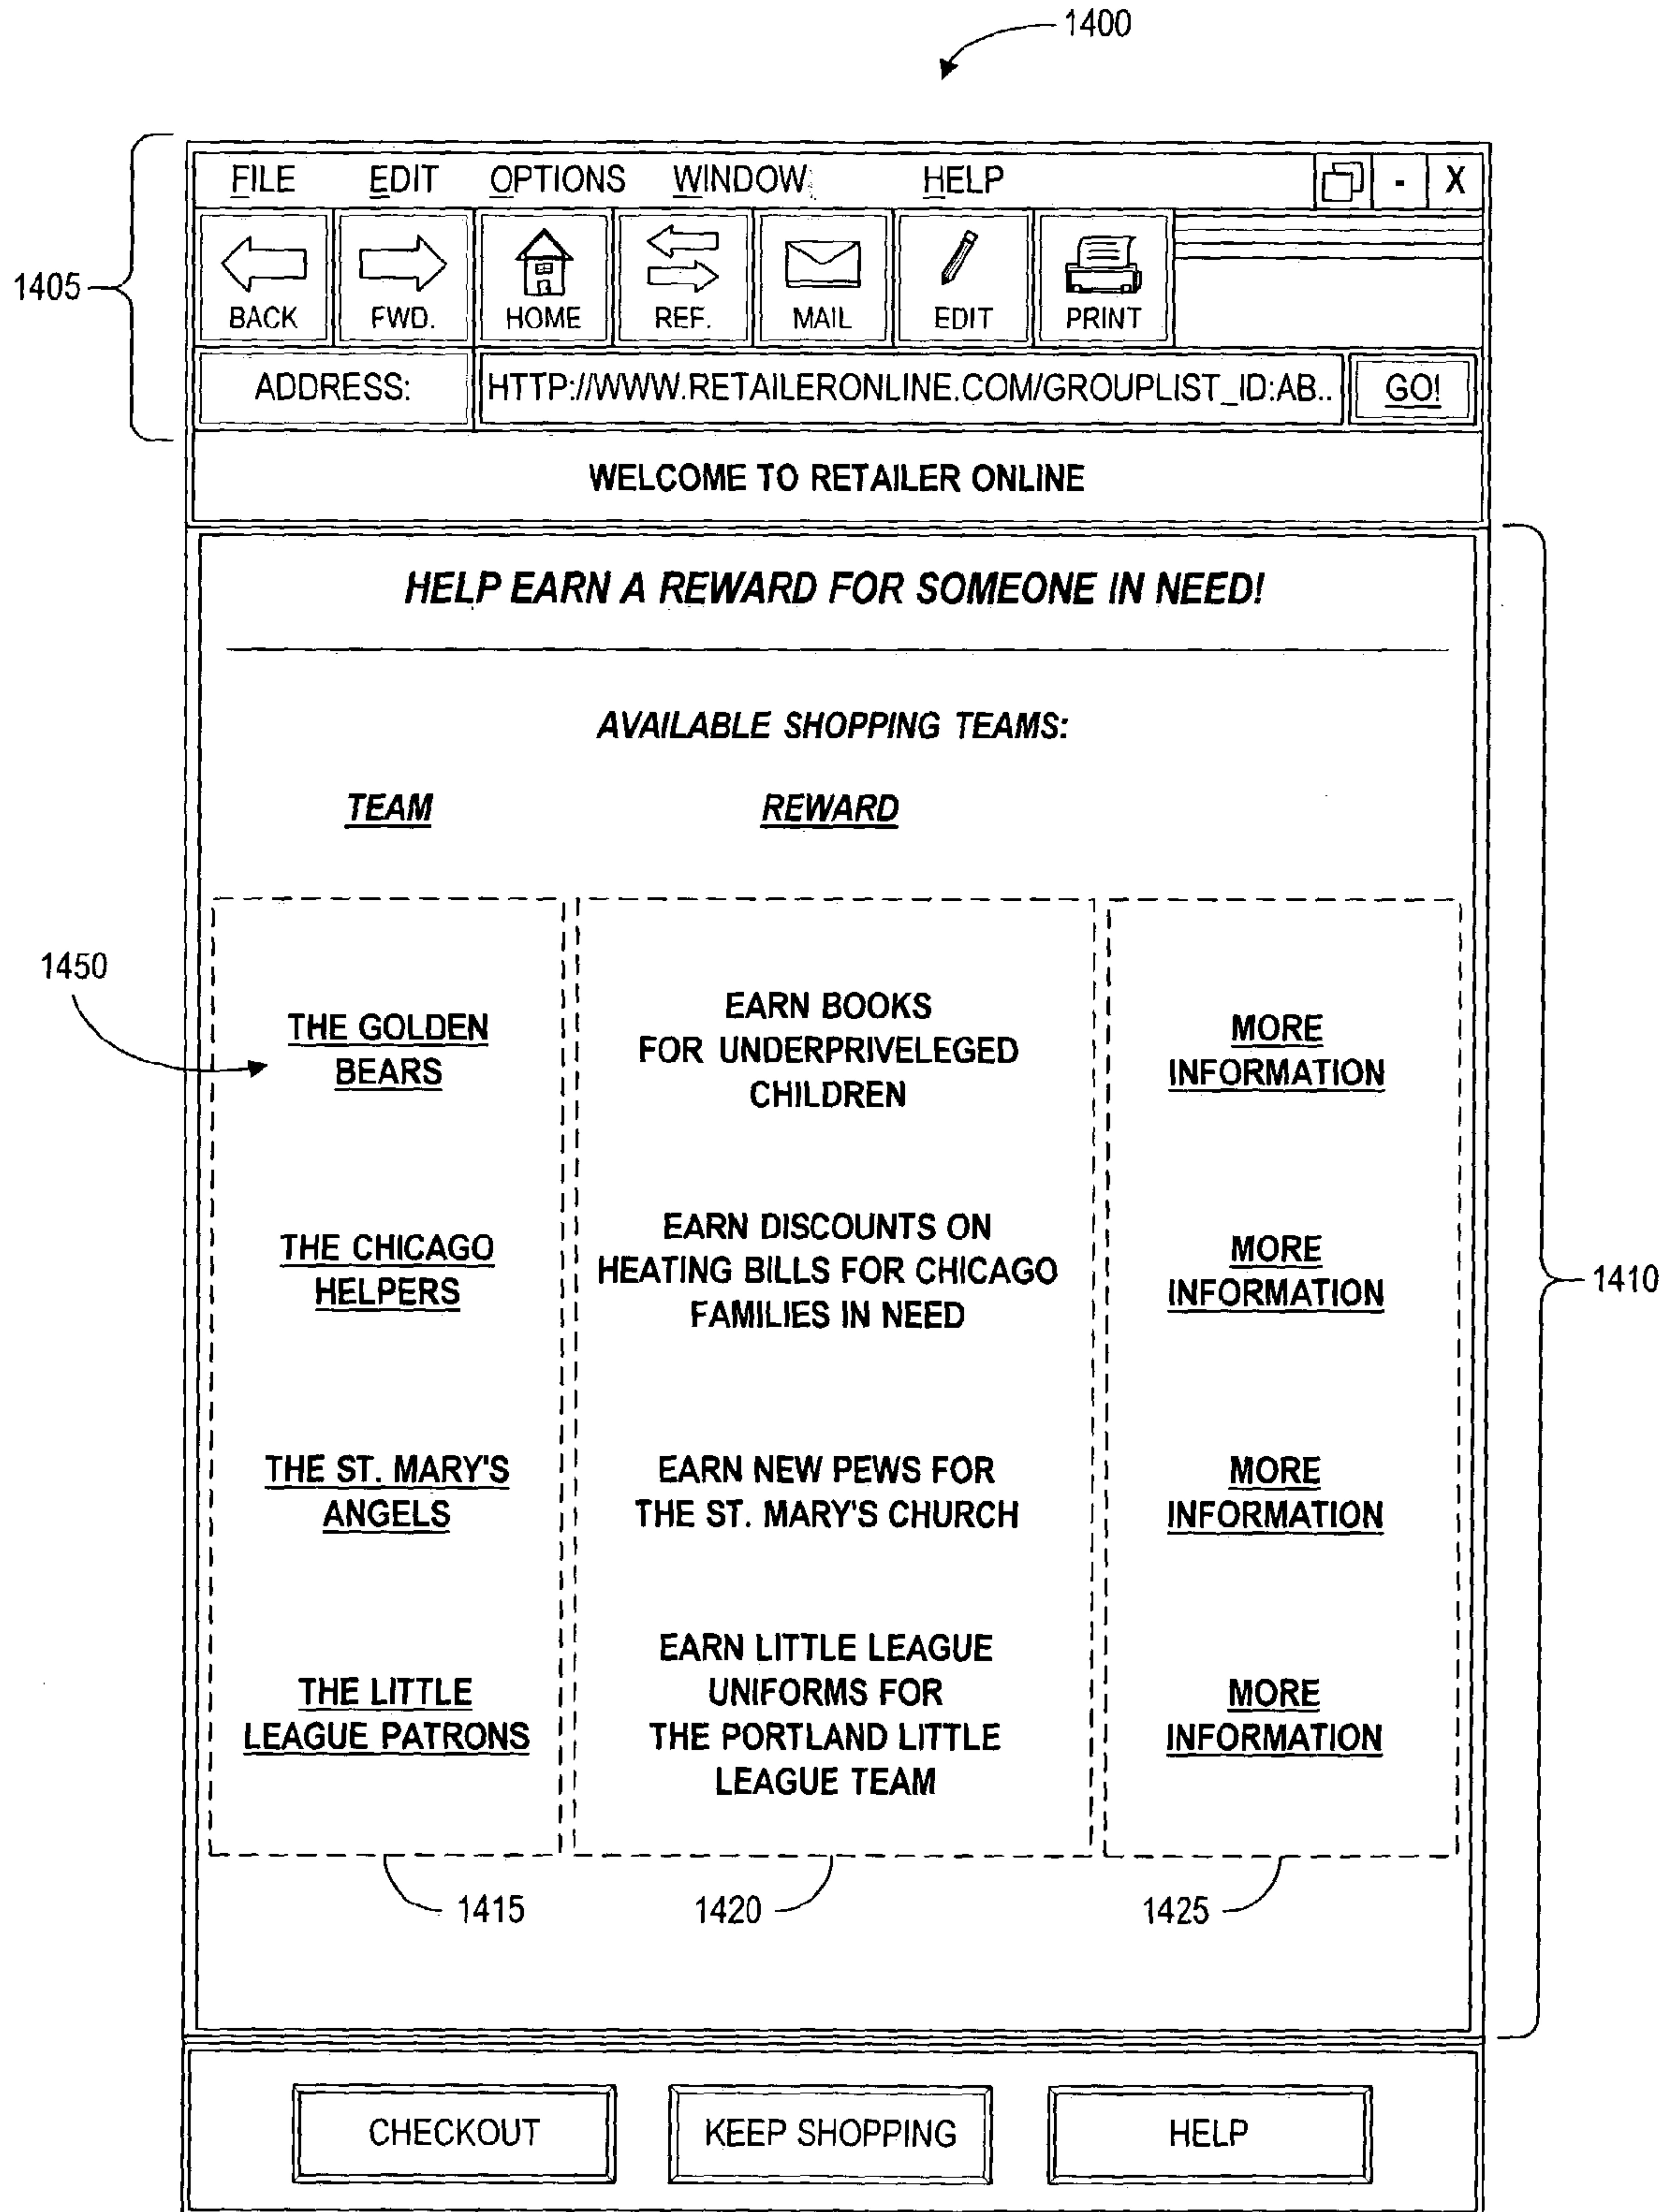 1400
FILE EDIT OPTIONS WINDOW HELP - X
1405
BACK FWD. HOME REF. MAIL EDIT PRINT
ADDRESS: HTTP://WWW.RETAILERONLINE.COM/GROUPLIST_ID:AB.. GO!
WELCOME TO RETAILER ONLINE
HELP EARN A REWARD FOR SOMEONE IN NEED!
AVAILABLE SHOPPING TEAMS:
TEAM REWARD
1450
THE GOLDEN
BEARS
EARN BOOKS
FOR UNDERPRIVELEGED
CHILDREN
MORE
INFORMATION
THE CHICAGO
HELPERS
EARN DISCOUNTS ON
HEATING BILLS FOR CHICAGO
FAMILIES IN NEED
MORE
INFORMATION
1410
THE ST. MARY'S
ANGELS
EARN NEW PEWS FOR
THE ST. MARY'S CHURCH
MORE
INFORMATION
THE LITTLE
LEAGUE PATRONS
EARN LITTLE LEAGUE
UNIFORMS FOR
THE PORTLAND LITTLE
LEAGUE TEAM
MORE
INFORMATION
1415 1420 1425
CHECKOUT KEEP SHOPPING HELP